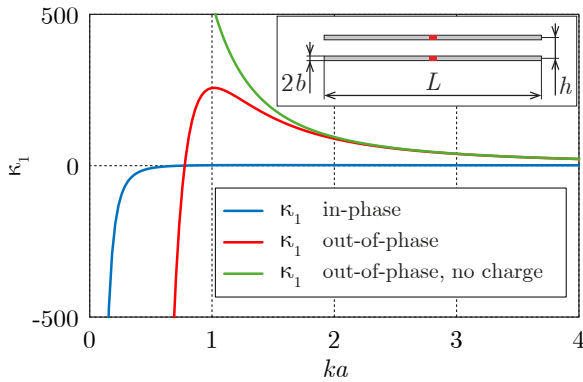 500
0
-500
κ₁
2b
L
h
κ₁ in-phase
κ₁ out-of-phase
κ₁ out-of-phase, no charge
0 1 2 3 4
ka